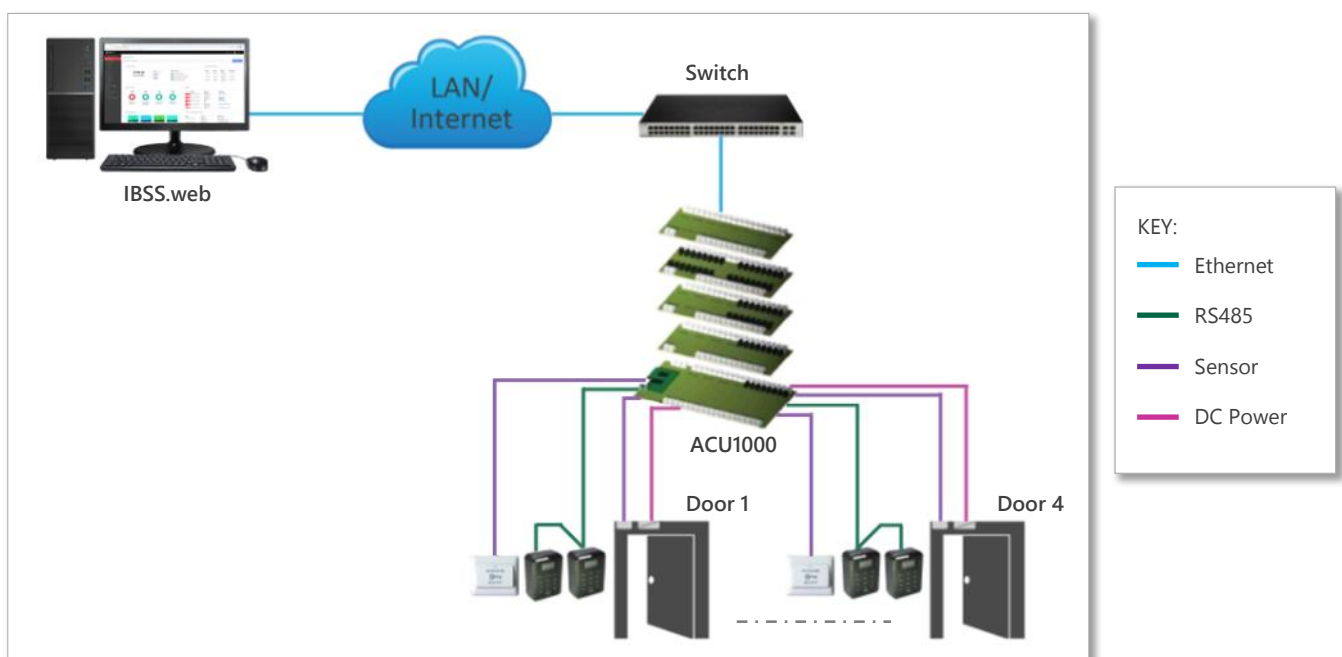 LAN/
Internet
Switch
IBSS.web
KEY:
Ethernet
RS485
Sensor
DC Power
ACU1000
Door 1
Door 4